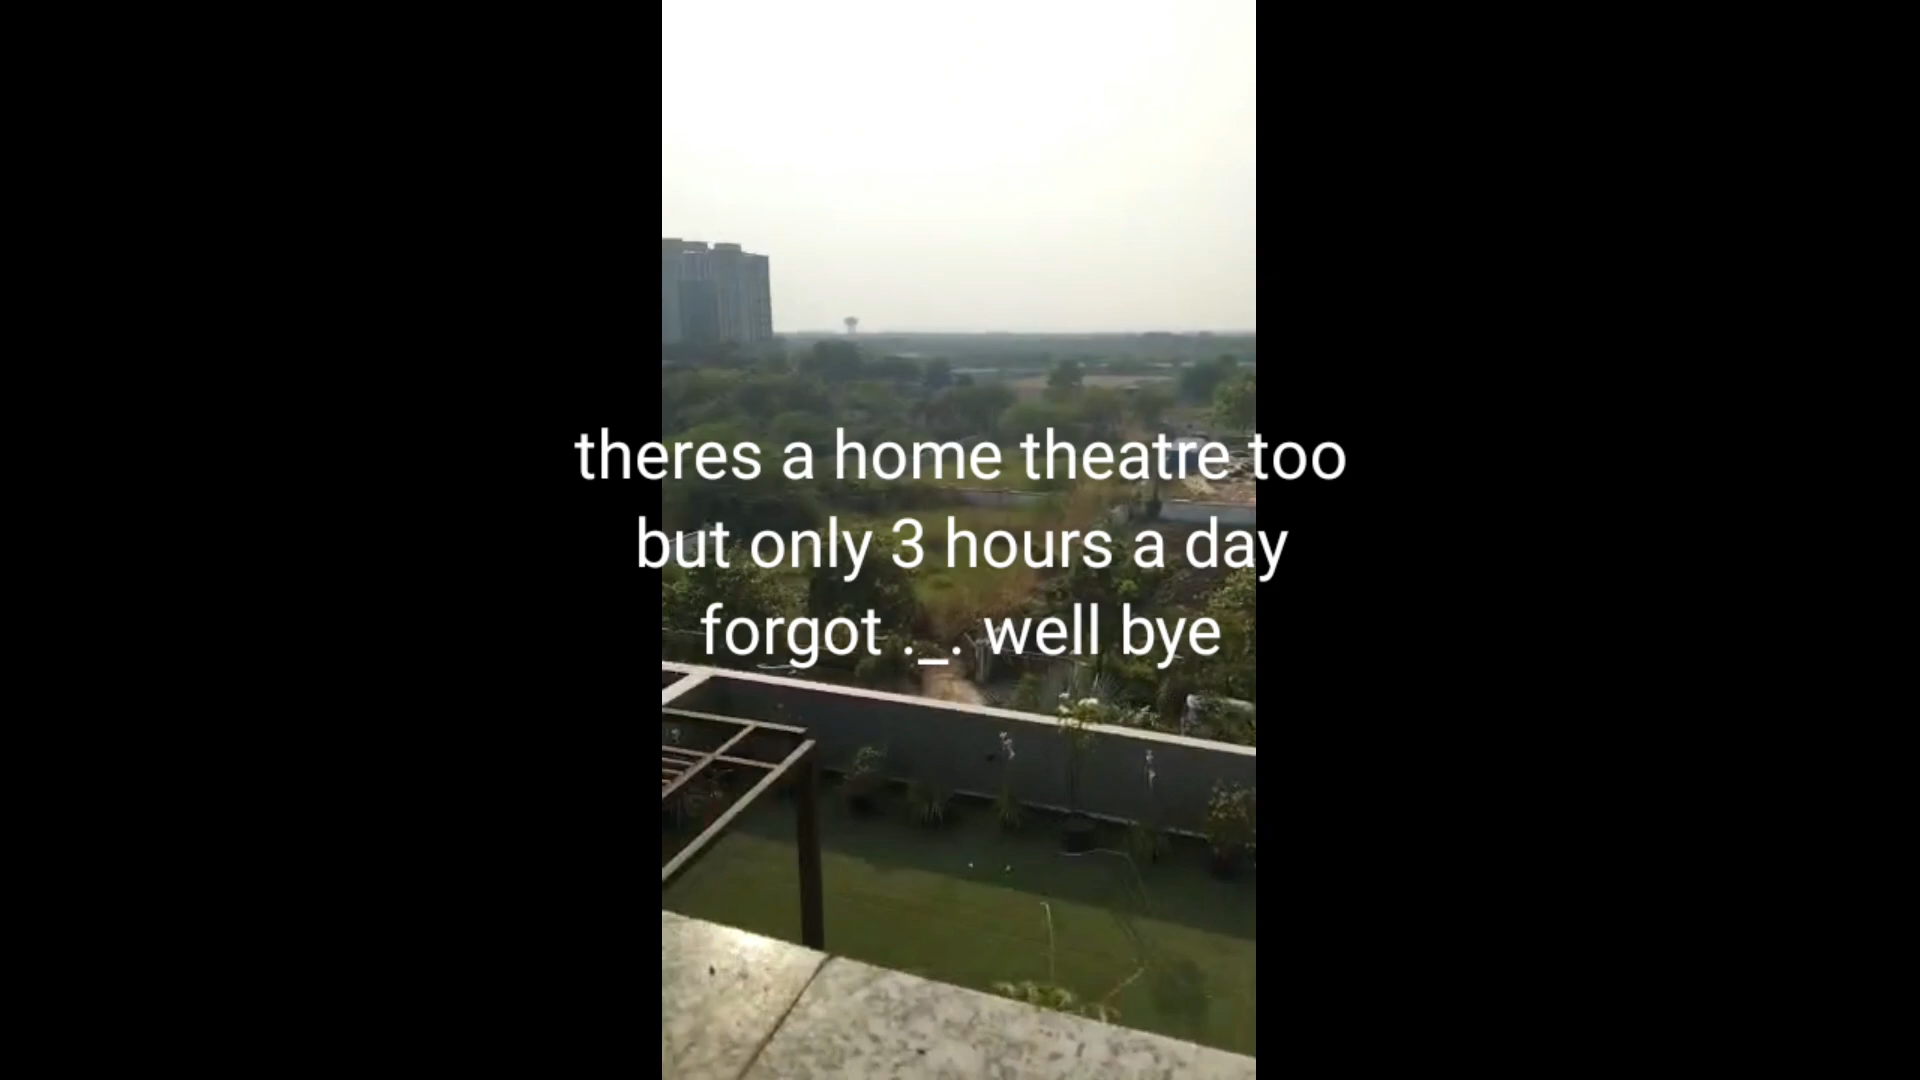 theres a home theatre too
but only 3 hours a day
forgot ._. well bye